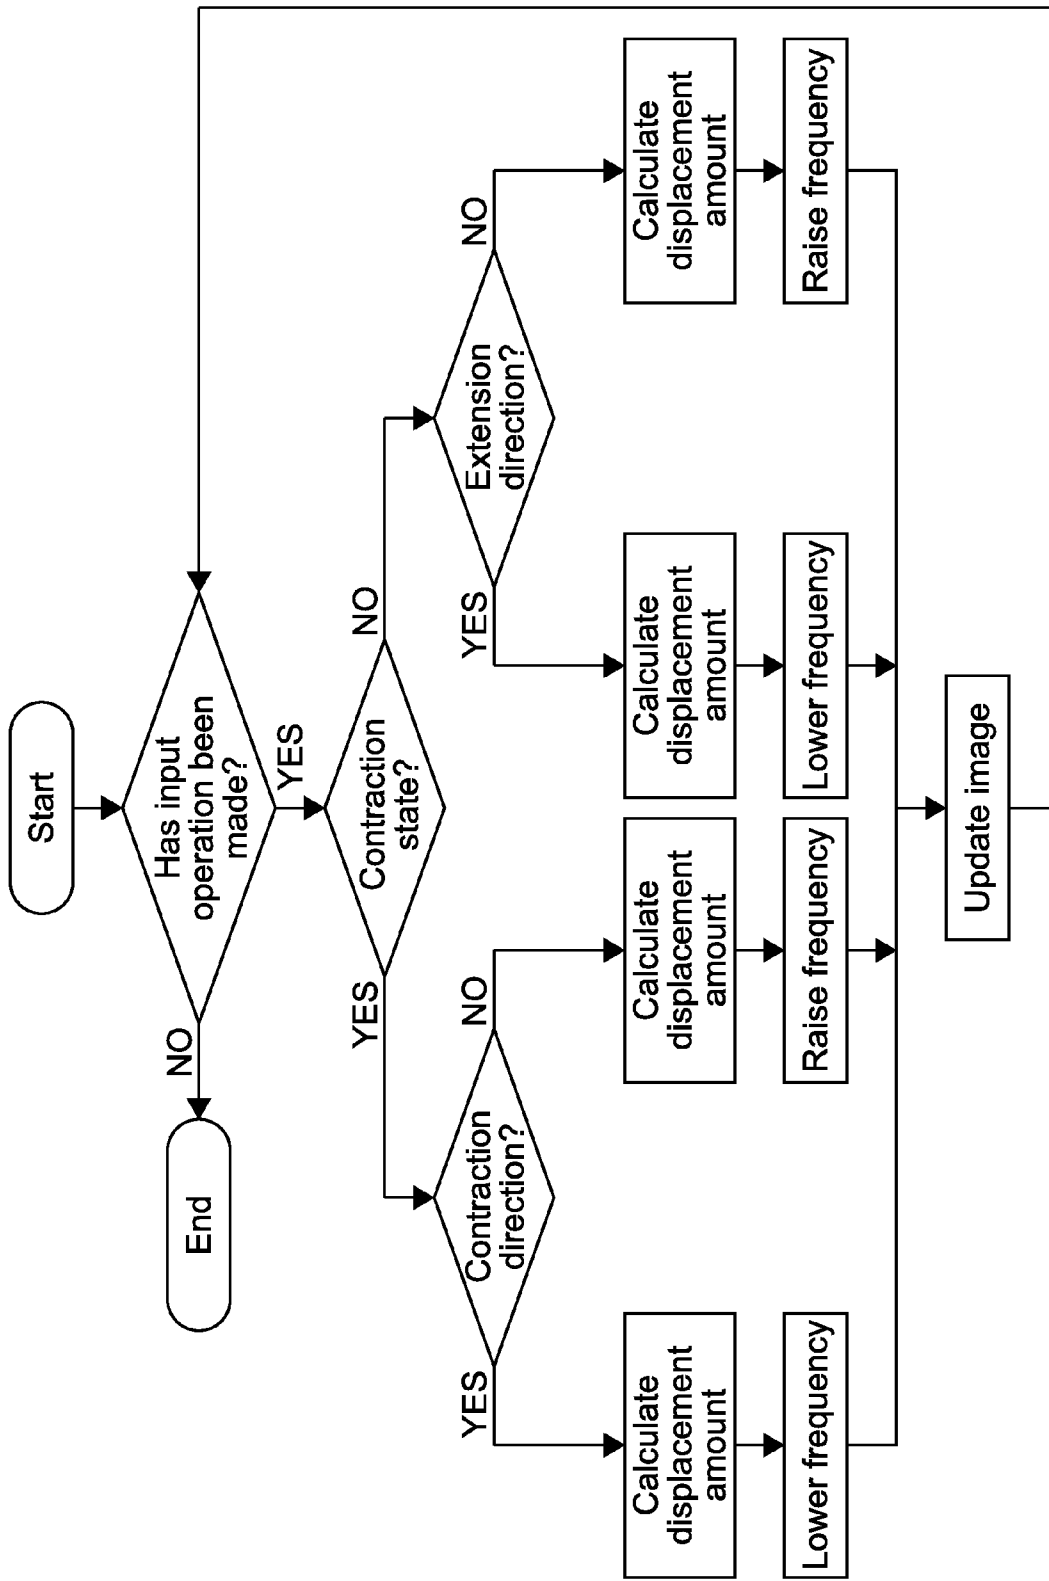 Start
Has input
operation been
made?
NO
End
YES
Contraction
state?
YES
NO
Contraction
direction?
Extension
direction?
YES
NO
YES
NO
Calculate
displacement
amount
Calculate
displacement
amount
Calculate
displacement
amount
Calculate
displacement
amount
Lower frequency
Raise frequency
Lower frequency
Raise frequency
Update image